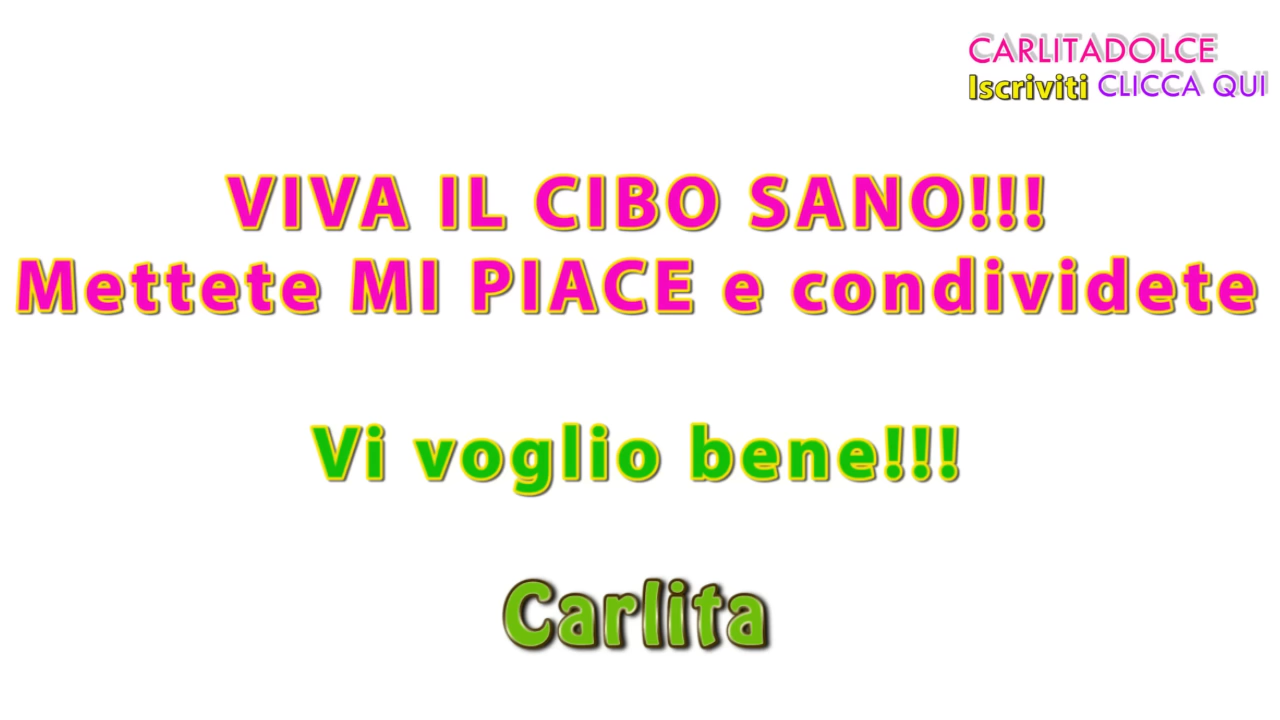 CARLITADOLCE
Iscriviti CLICCA QUI
VIVA IL CIBO SANO!!!
Mettete MI PIACE e condividete
Vi voglio bene!!!
Carlita